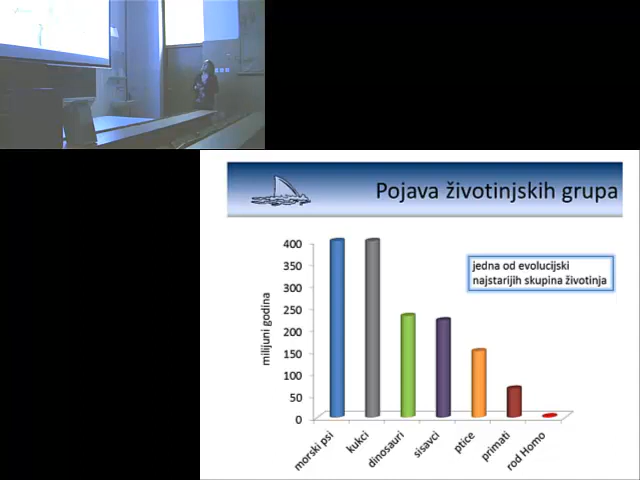 Pojava životinjskih grupa
jedna od evolucijski
najstarijih skupina životinja
milijuni godina
400
350
300
250
200
150
100
50
0
morski psi
kukci
dinosauri
sisavci
ptice
primati
rod Homo